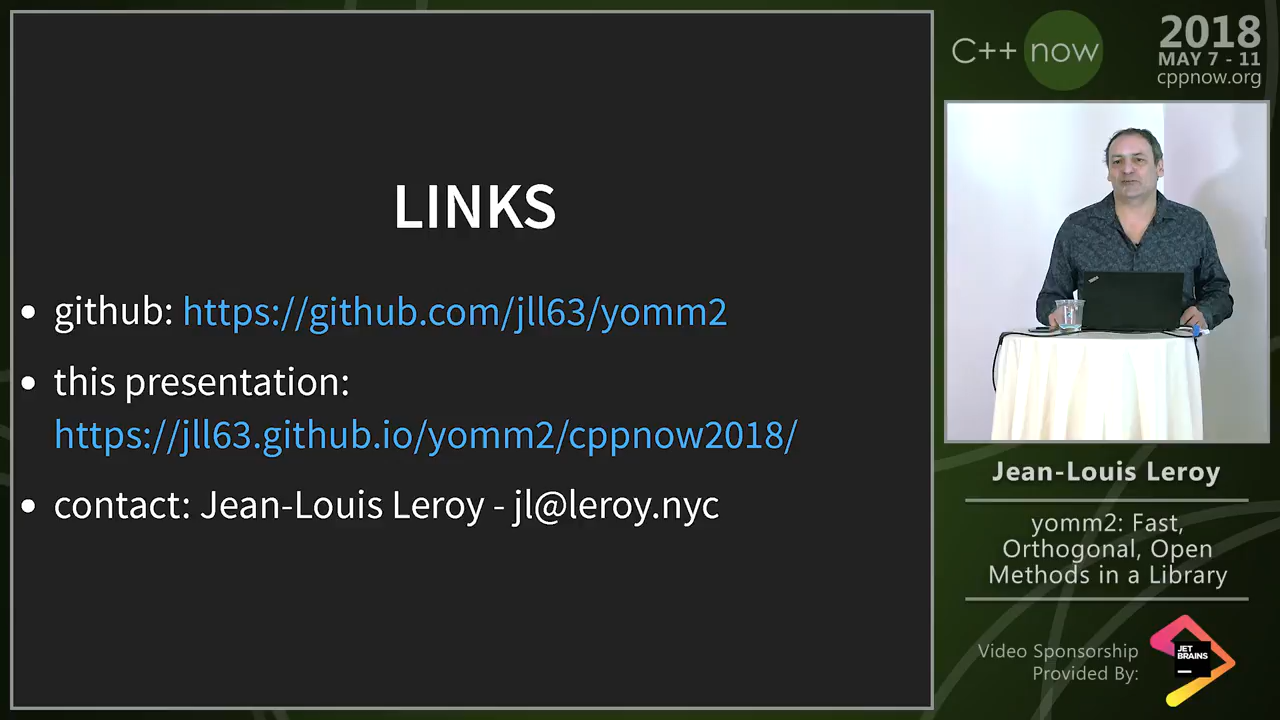 LINKS
• github: https://github.com/jll63/yomm2
• this presentation:
https://jll63.github.io/yomm2/cppnow2018/
• contact: Jean-Louis Leroy - jl@leroy.nyc
C++ now
2018
MAY 7 - 11
cppnow.org
Jean-Louis Leroy
yomm2: Fast,
Orthogonal, Open
Methods in a Library
Video Sponsorship
Provided By:
JET
BRAINS